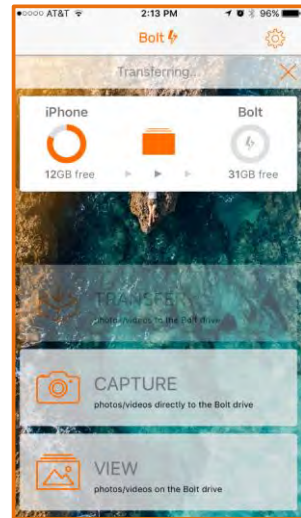 AT&T 2:13 PM 96%
Bolt
Transferring...
iPhone Bolt
12GB free 31GB free
TRANSFER
photos/videos to the Bolt drive
CAPTURE
photos/videos directly to the Bolt drive
VIEW
photos/videos on the Bolt drive